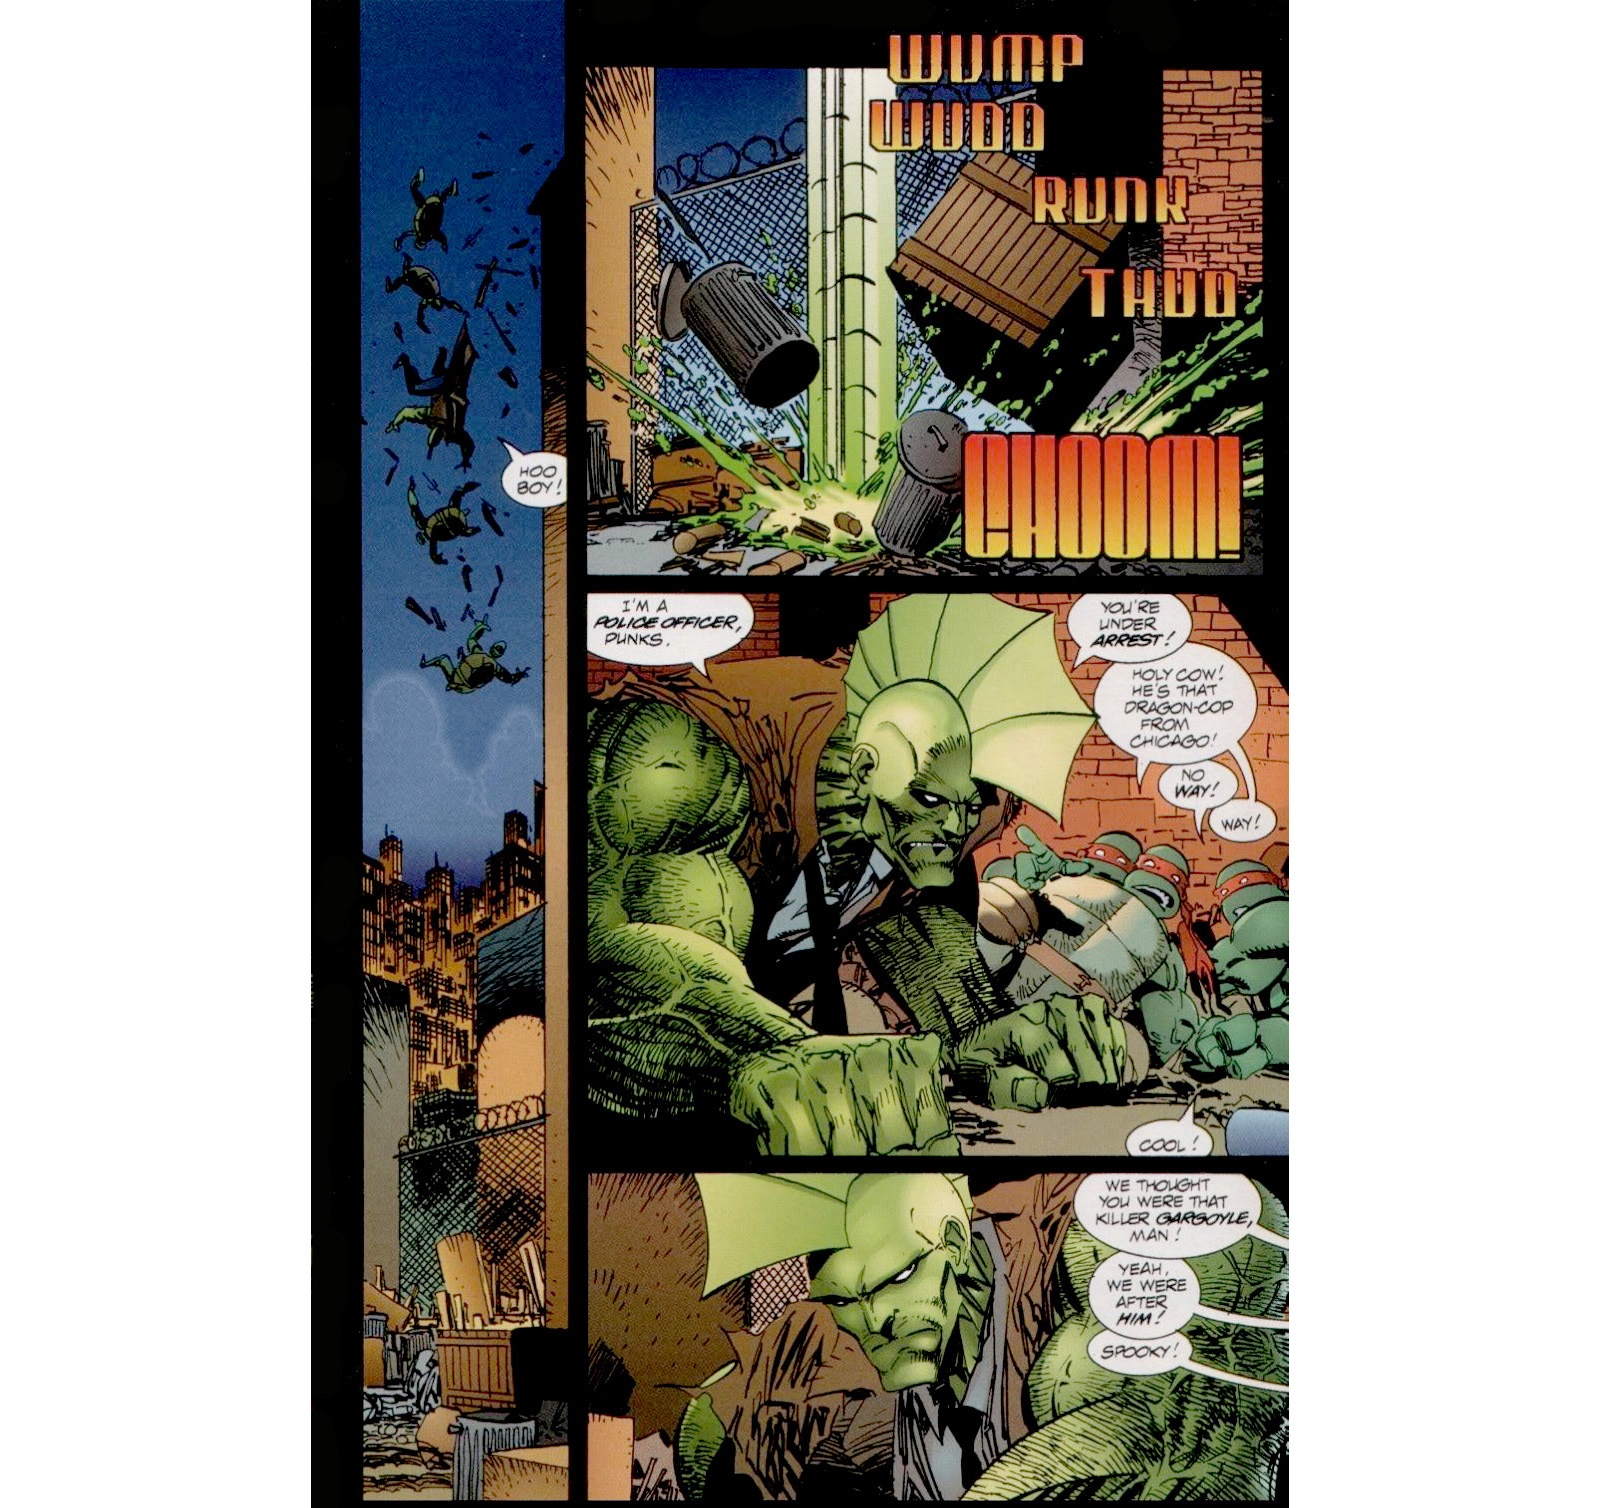 HOO
BOY!
WUMP
WUDD
RUNK
THUD
CHOOM!
I'M A
POLICE OFFICER,
PUNKS.
YOU'RE
UNDER
ARREST!
HOLY COW!
HE'S THAT
DRAGON-COP
FROM
CHICAGO!
NO
WAY!
WAY!
COOL!
WE THOUGHT
YOU WERE THAT
KILLER GARGOYLE,
MAN!
YEAH,
WE WERE
AFTER
HIM!
SPOOKY!